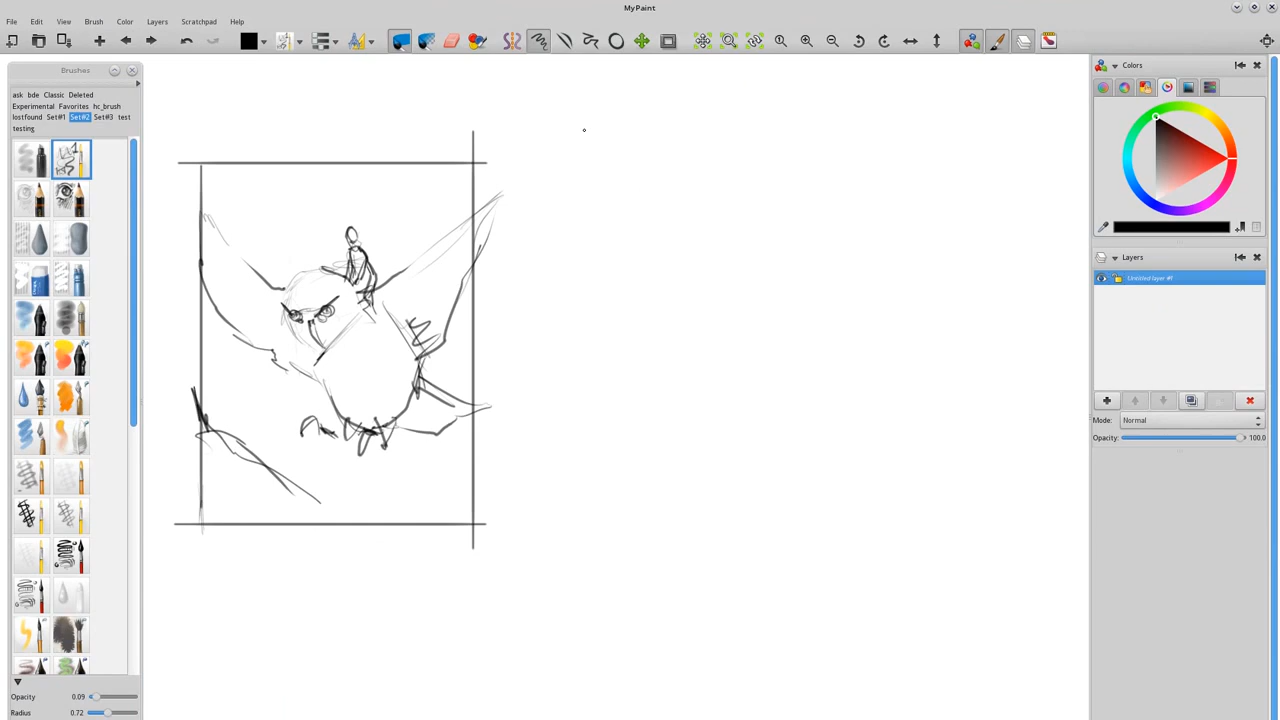 MyPaint
File Edit View Brush Color Layers Scratchpad Help
Brushes
ask bde Classic Deleted
Experimental Favorites hc_brush
lostfound Set#1 Set#2 Set#3 test
testing
Opacity 0.09
Radius 0.72
Colors
Layers
Untitled layer #1
Mode: Normal
Opacity: 100.0